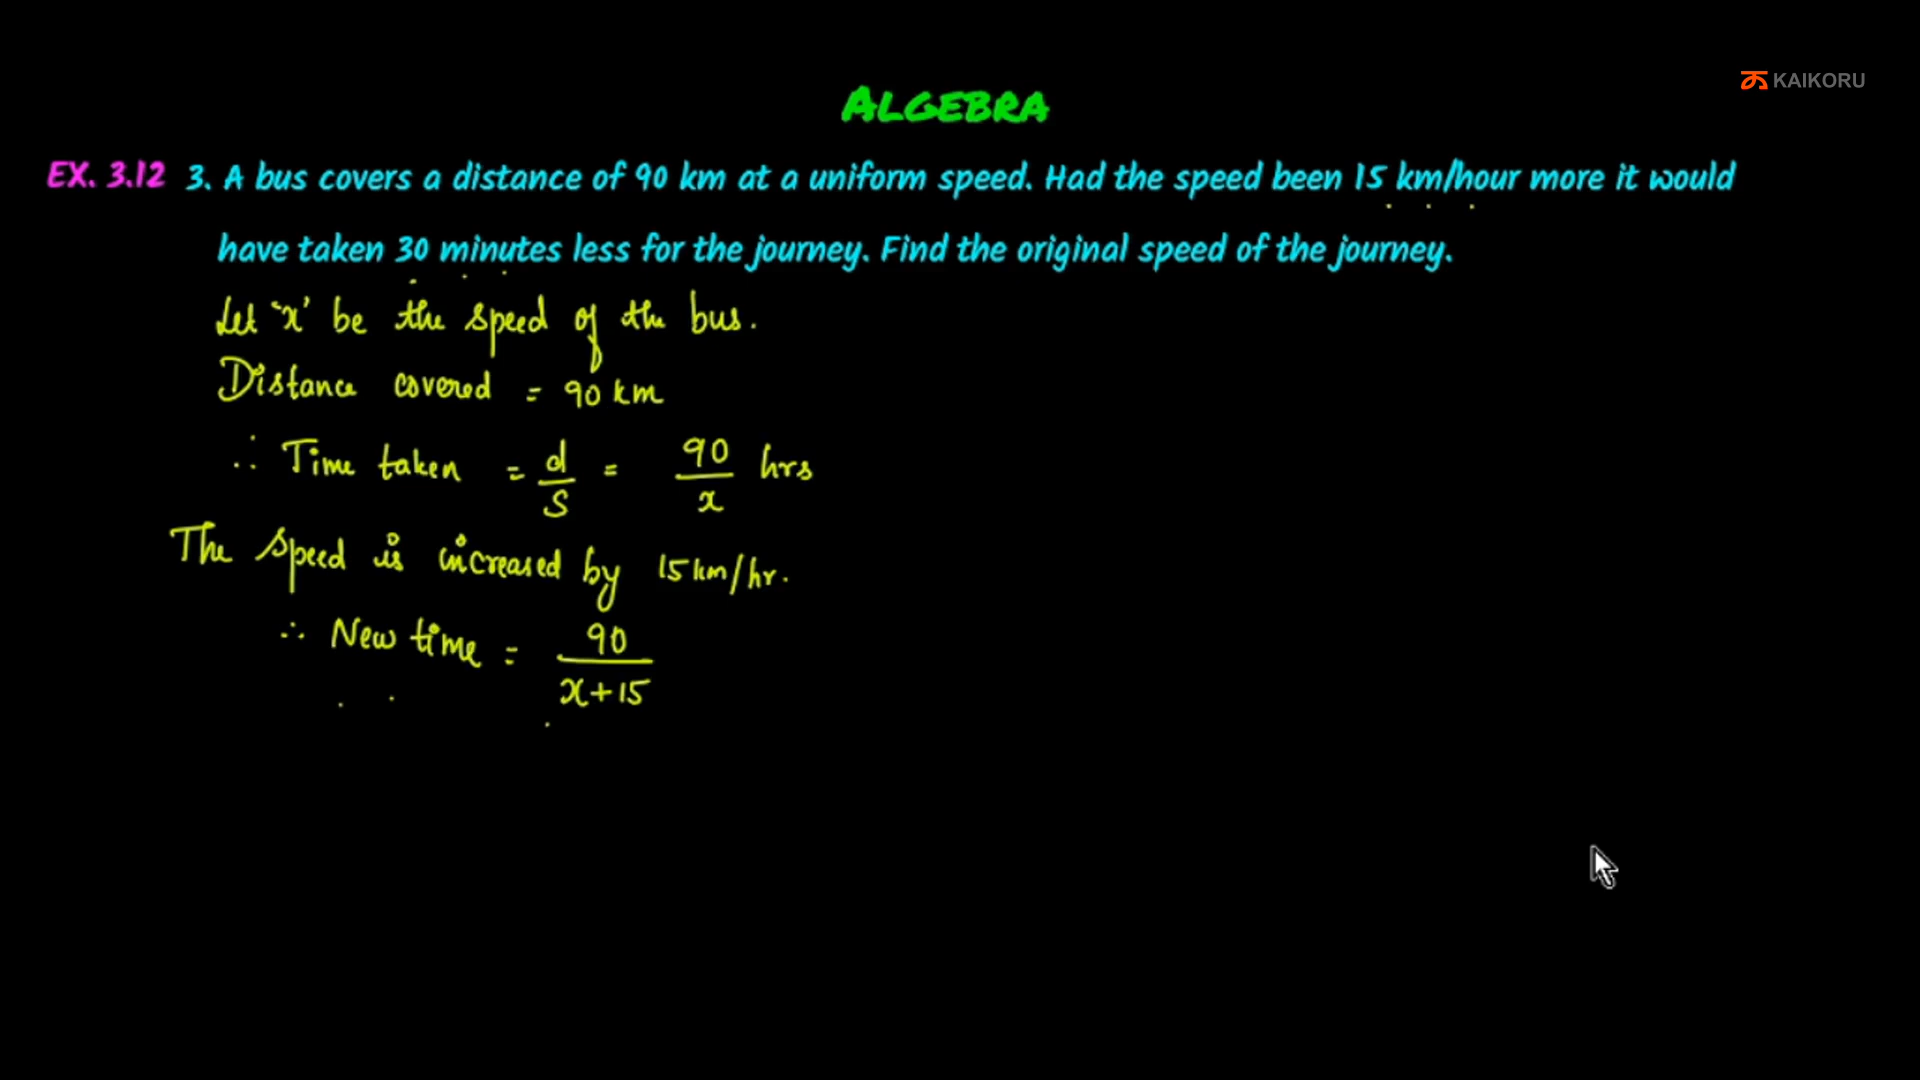 KAIKORU
ALGEBRA
EX. 3.12 3. A bus covers a distance of 90 km at a uniform speed. Had the speed been 15 km/hour more it would
have taken 30 minutes less for the journey. Find the original speed of the journey.
Let 'x' be the speed of the bus.
Distance covered = 90 km
∴ Time taken = d/S = 90/x hrs
The speed is increased by 15 km/hr.
∴ New time = 90/x+15